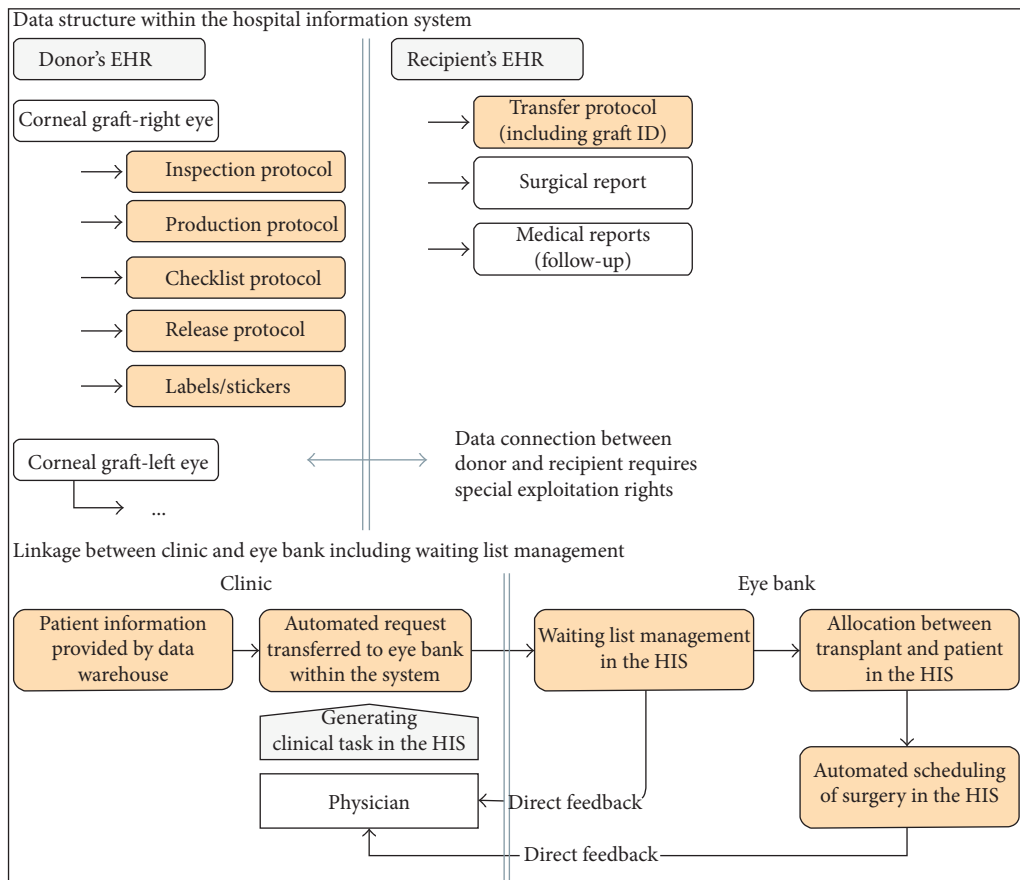 Data structure within the hospital information system
Donor’s EHR
Recipient’s EHR
Corneal graft-right eye
Inspection protocol
Production protocol
Checklist protocol
Release protocol
Labels/stickers
Corneal graft-left eye
...
Transfer protocol
(including graft ID)
Surgical report
Medical reports
(follow-up)
Data connection between
donor and recipient requires
special exploitation rights
Linkage between clinic and eye bank including waiting list management
Clinic
Eye bank
Patient information
provided by data
warehouse
Automated request
transferred to eye bank
within the system
Waiting list management
in the HIS
Allocation between
transplant and patient
in the HIS
Generating
clinical task in the HIS
Physician
Automated scheduling
of surgery in the HIS
Direct feedback
Direct feedback